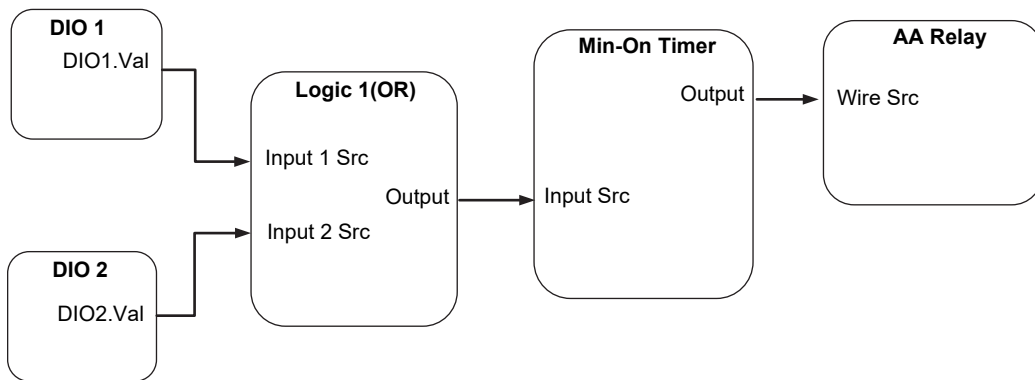 DIO 1
DIO1.Val
Logic 1(OR)
Input 1 Src
Output
Input 2 Src
DIO 2
DIO2.Val
Min-On Timer
Output
Input Src
AA Relay
Wire Src